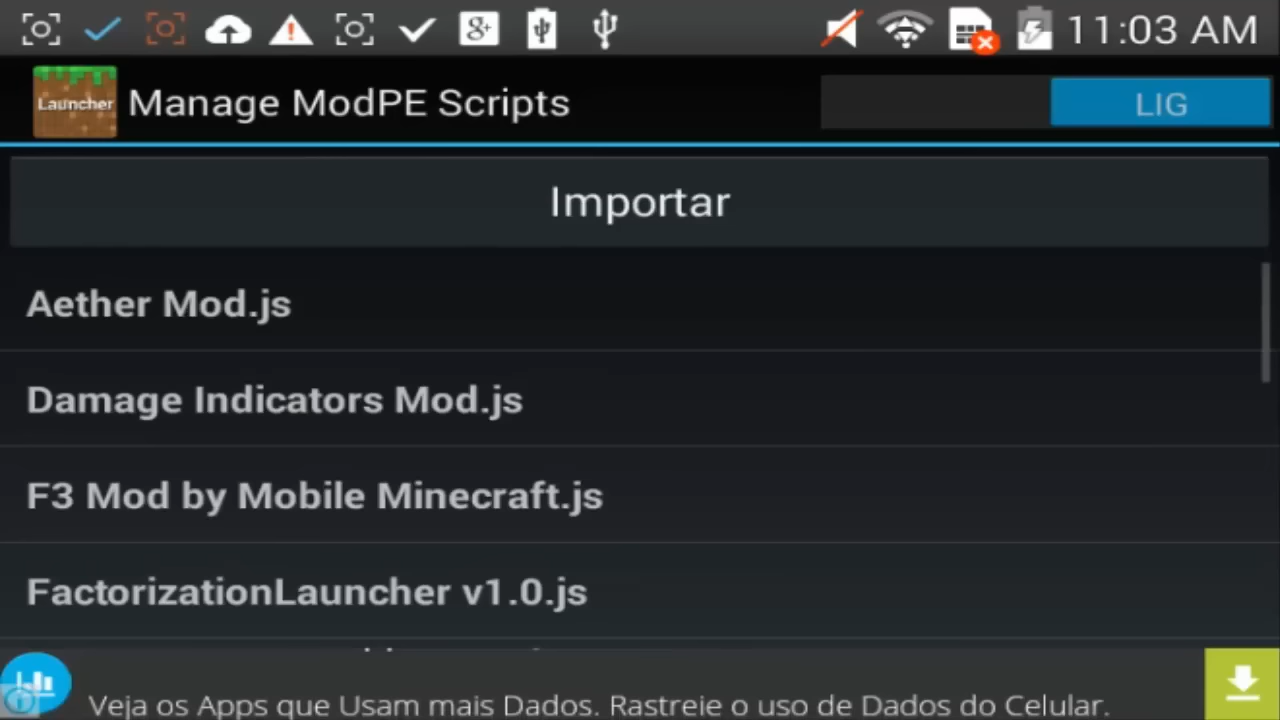 11:03 AM
Launcher
Manage ModPE Scripts
LIG
Importar
Aether Mod.js
Damage Indicators Mod.js
F3 Mod by Mobile Minecraft.js
FactorizationLauncher v1.0.js
Veja os Apps que Usam mais Dados. Rastreie o uso de Dados do Celular.